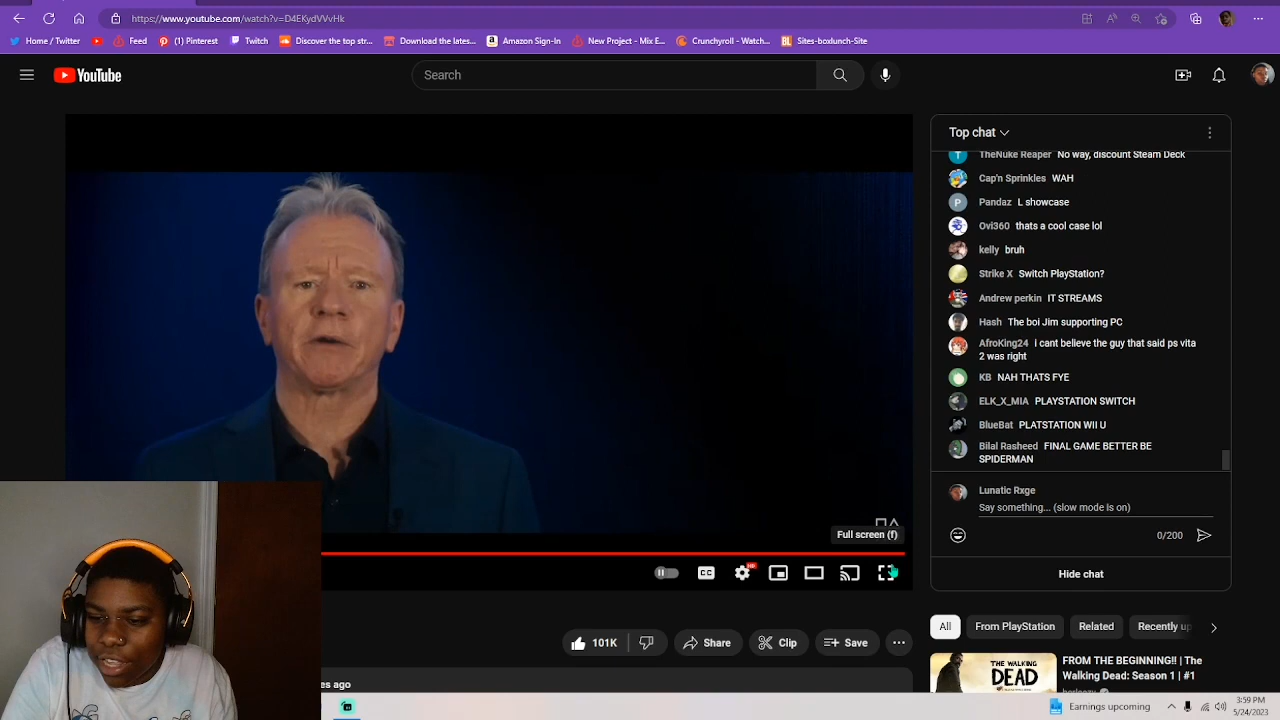 https://www.youtube.com/watch?v=D4EKydVVvHk
Home / Twitter
Feed
(1) Pinterest
Twitch
Discover the top str...
Download the lates...
Amazon Sign-In
New Project - Mix E...
Crunchyroll - Watch...
Sites-boxlunch-Site
YouTube
Search
Top chat
TheNuke Reaper No way, discount Steam Deck
Cap'n Sprinkles WAH
Pandaz L showcase
Ovi360 thats a cool case lol
kelly bruh
Strike X Switch PlayStation?
Andrew perkin IT STREAMS
Hash The boi Jim supporting PC
AfroKing24 i cant believe the guy that said ps vita
2 was right
KB NAH THATS FYE
ELK_X_MIA PLAYSTATION SWITCH
BlueBat PLATSTATION WII U
Bilal Rasheed FINAL GAME BETTER BE
SPIDERMAN
Lunatic Rxge
Say something... (slow mode is on)
0/200
Hide chat
Full screen (f)
CC
HD
101K
Share
Clip
Save
...
All
From PlayStation
Related
Recently up
THE WALKING
DEAD
FROM THE BEGINNING!! | The
Walking Dead: Season 1 | #1
es ago
Earnings upcoming
3:59 PM
5/24/2023